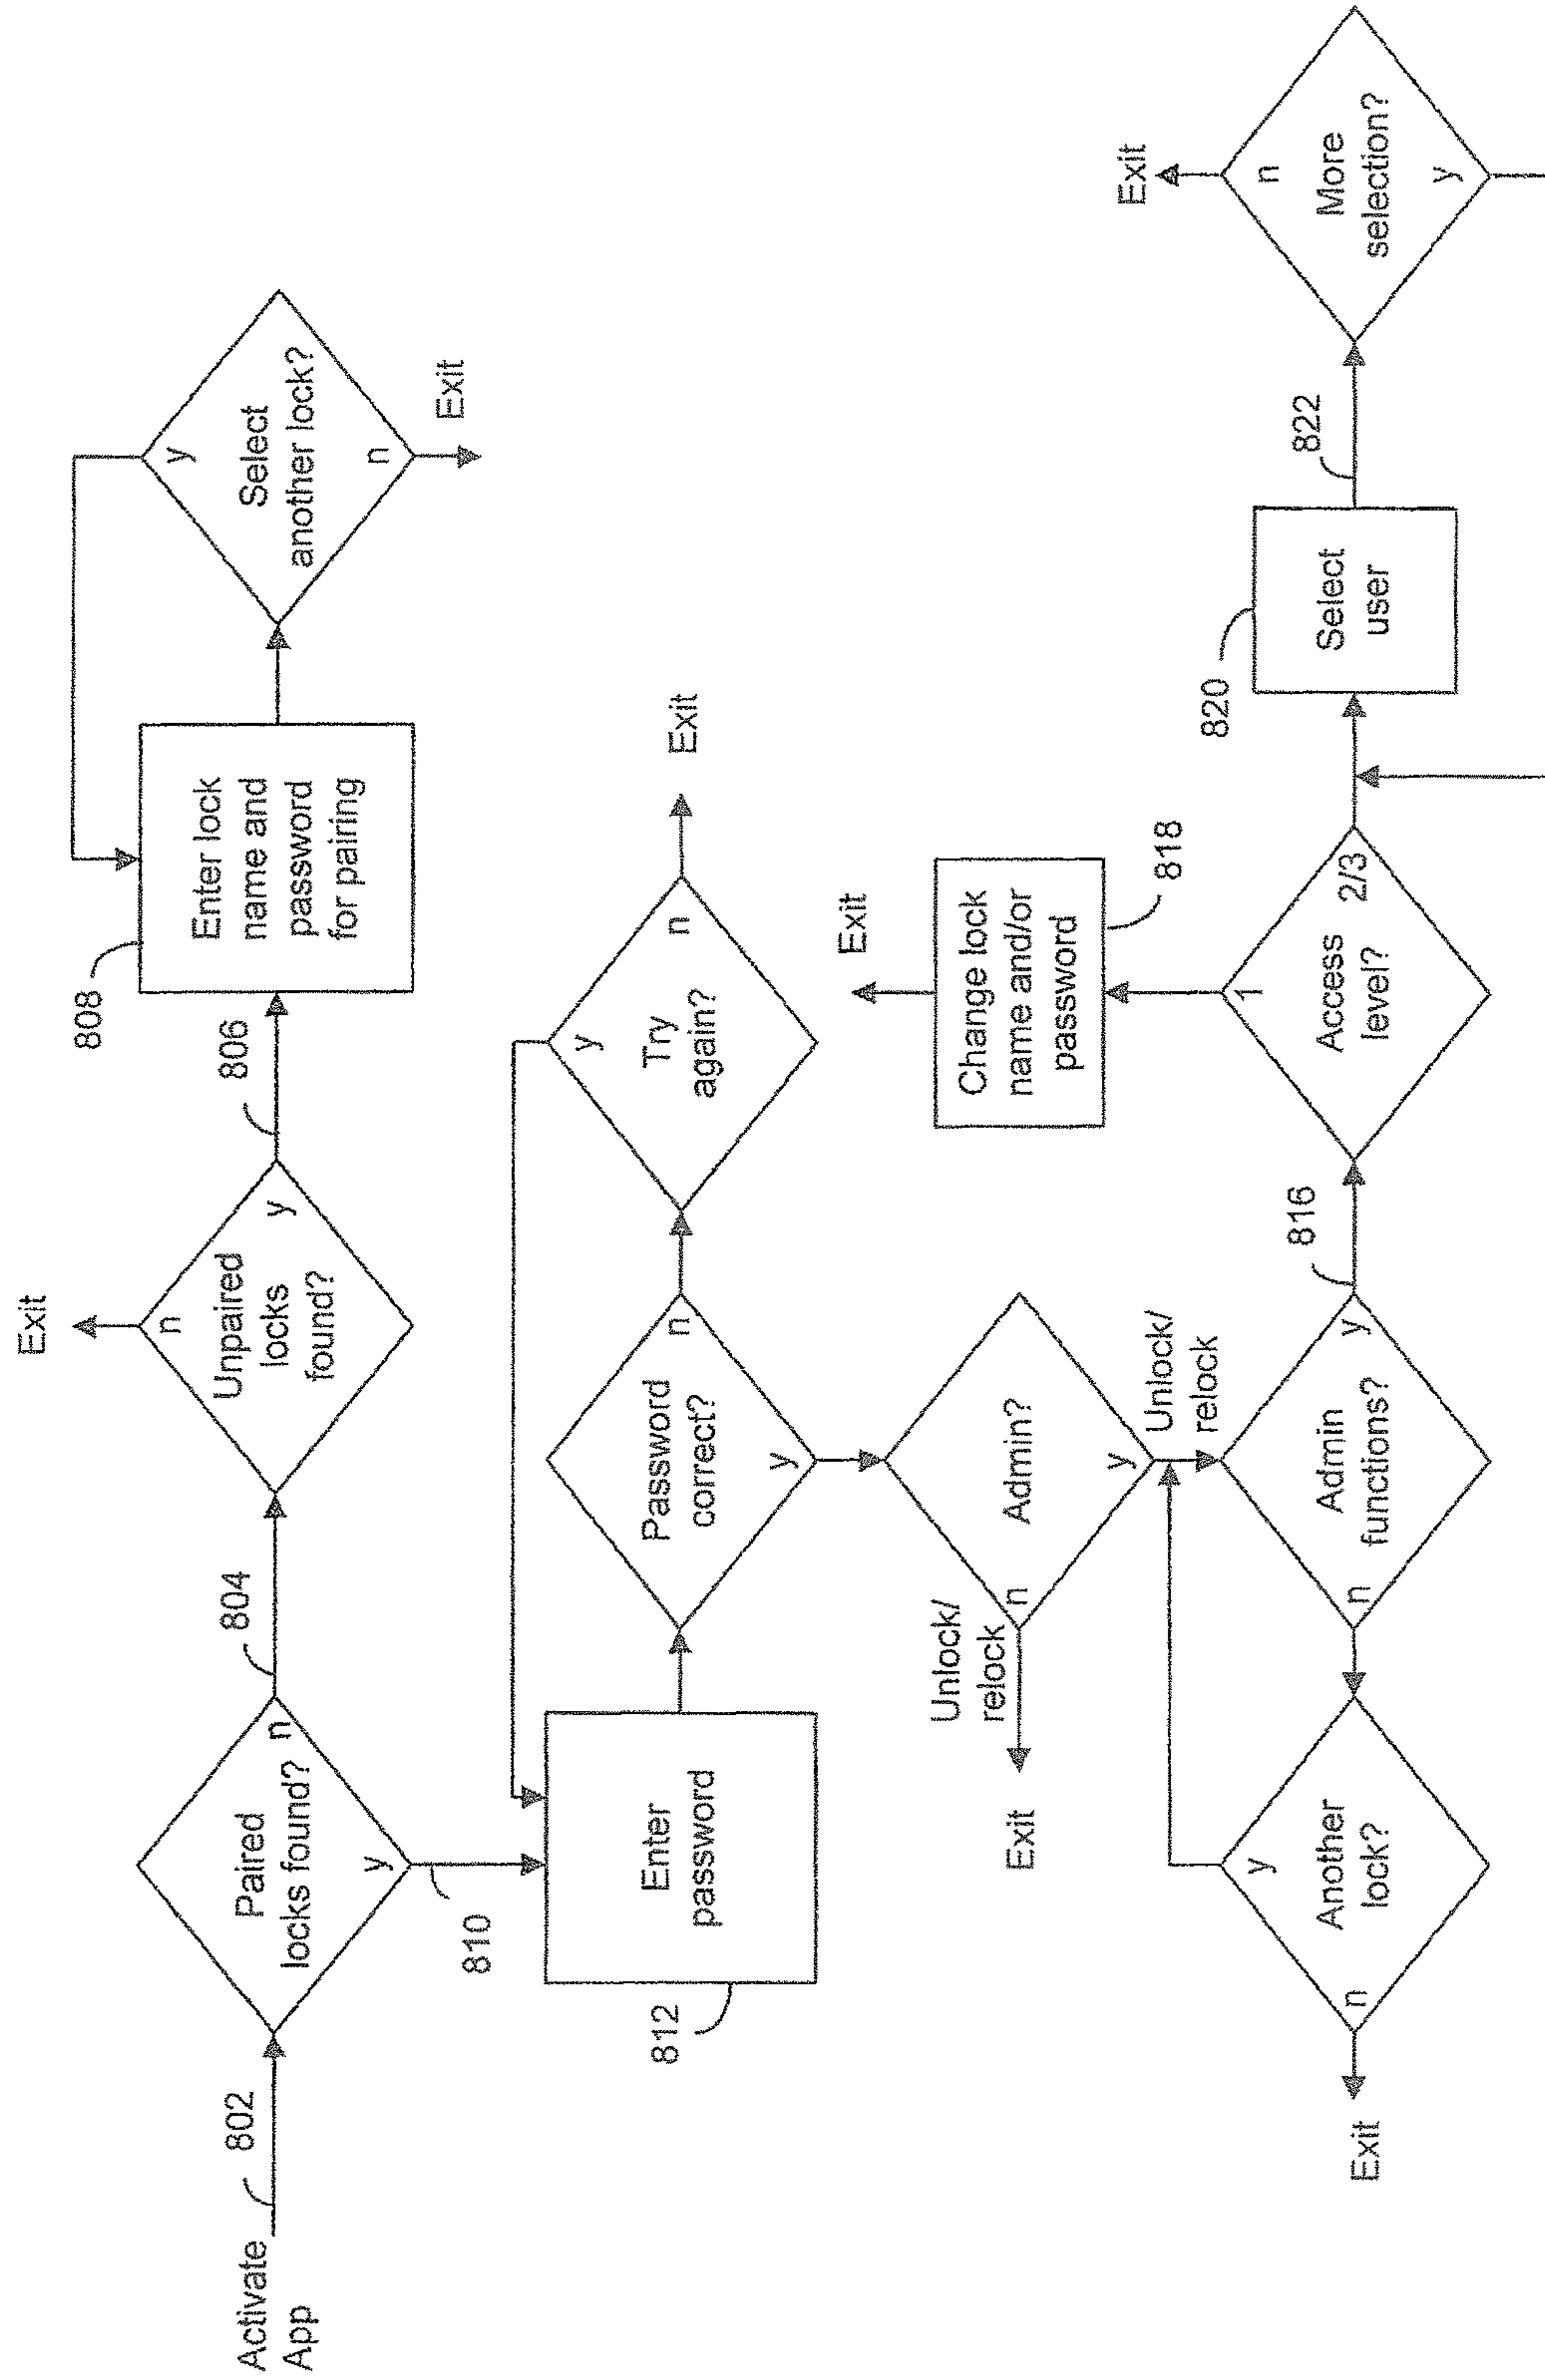 Activate
App
802
Paired
locks found?
n
y
804
Unpaired
locks
found?
n
y
Exit
806
808
Enter lock
name and
password
for pairing
Select
another lock?
y
n
Exit
810
812
Enter
password
Password
correct?
n
y
Try
again?
y
n
Exit
Admin?
n
y
Unlock/
relock
Exit
Unlock/
relock
Admin
functions?
n
y
Another
lock?
y
n
Exit
816
Access
level?
1
2/3
Change lock
name and/or
password
818
Exit
820
Select
user
822
More
selection?
n
y
Exit